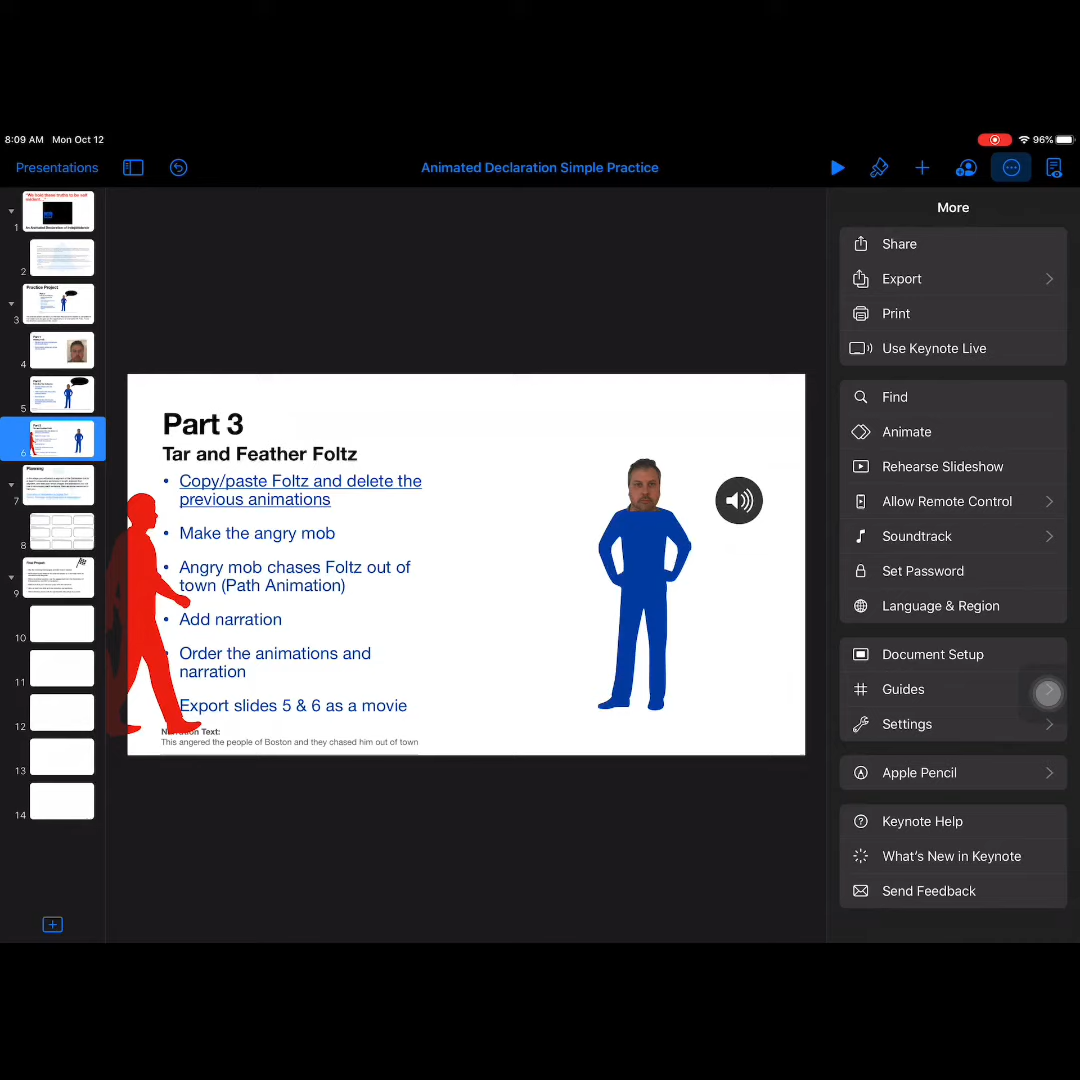 8:09 AM Mon Oct 12
96%
Presentations
Animated Declaration Simple Practice
More
Share
Export
Print
Use Keynote Live
Find
Animate
Rehearse Slideshow
Allow Remote Control
Soundtrack
Set Password
Language & Region
Document Setup
Guides
Settings
Apple Pencil
Keynote Help
What's New in Keynote
Send Feedback
1
2
3
Practice Project
4
5
6
7
Planning
8
9
10
11
12
13
14
Part 3
Tar and Feather Foltz
• Copy/paste Foltz and delete the
previous animations
• Make the angry mob
• Angry mob chases Foltz out of
town (Path Animation)
• Add narration
• Order the animations and
narration
Export slides 5 & 6 as a movie
Text:
This angered the people of Boston and they chased him out of town